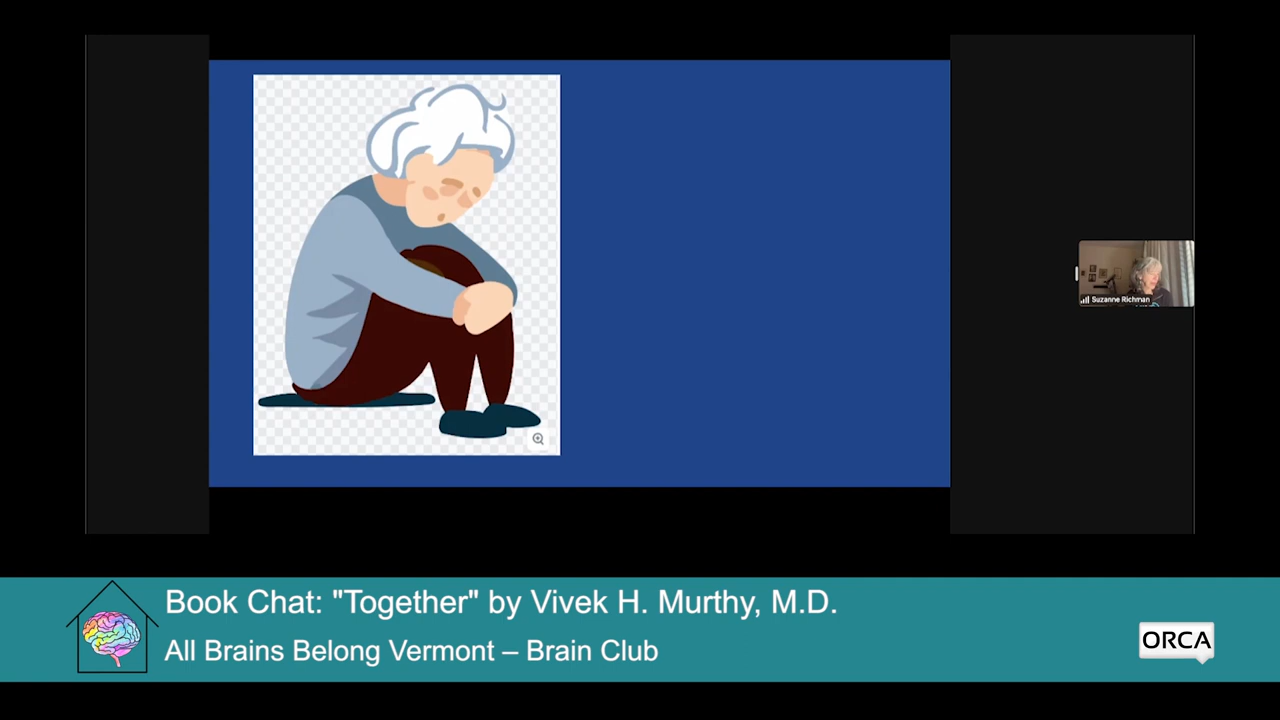 Suzanne Richman
Book Chat: "Together" by Vivek H. Murthy, M.D.
All Brains Belong Vermont – Brain Club
ORCA